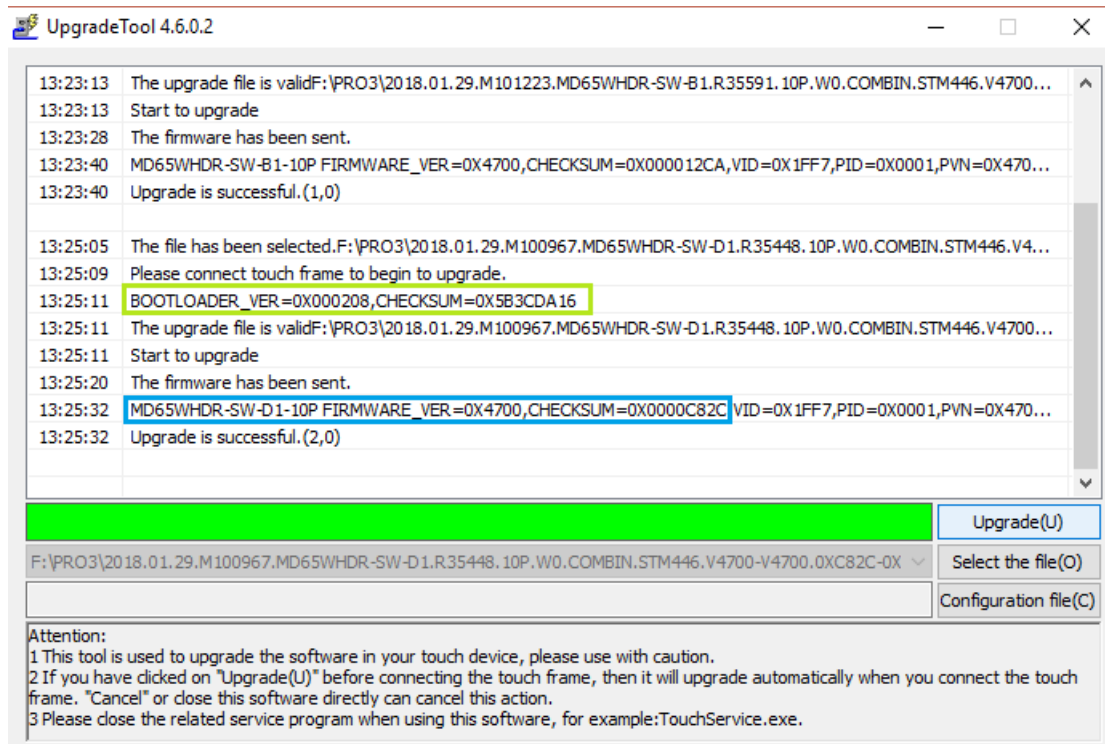 UpgradeTool 4.6.0.2
13:23:13 The upgrade file is validF:\PRO3\2018.01.29.M101223.MD65WHDR-SW-B1.R35591.10P.W0.COMBIN.STM446.V4700...
13:23:13 Start to upgrade
13:23:28 The firmware has been sent.
13:23:40 MD65WHDR-SW-B1-10P FIRMWARE_VER=0X4700,CHECKSUM=0X000012CA,VID=0X1FF7,PID=0X0001,PVN=0X470...
13:23:40 Upgrade is successful.(1,0)
13:25:05 The file has been selected.F:\PRO3\2018.01.29.M100967.MD65WHDR-SW-D1.R35448.10P.W0.COMBIN.STM446.V4...
13:25:09 Please connect touch frame to begin to upgrade.
13:25:11 BOOTLOADER_VER=0X000208,CHECKSUM=0X5B3CDA16
13:25:11 The upgrade file is validF:\PRO3\2018.01.29.M100967.MD65WHDR-SW-D1.R35448.10P.W0.COMBIN.STM446.V4700...
13:25:11 Start to upgrade
13:25:20 The firmware has been sent.
13:25:32 MD65WHDR-SW-D1-10P FIRMWARE_VER=0X4700,CHECKSUM=0X0000C82C,VID=0X1FF7,PID=0X0001,PVN=0X470...
13:25:32 Upgrade is successful.(2,0)
Upgrade(U)
F:\PRO3\2018.01.29.M100967.MD65WHDR-SW-D1.R35448.10P.W0.COMBIN.STM446.V4700-V4700.0XC82C-0X
Select the file(O)
Configuration file(C)
Attention:
1 This tool is used to upgrade the software in your touch device, please use with caution.
2 If you have clicked on "Upgrade(U)" before connecting the touch frame, then it will upgrade automatically when you connect the touch
frame. "Cancel" or close this software directly can cancel this action.
3 Please close the related service program when using this software, for example:TouchService.exe.